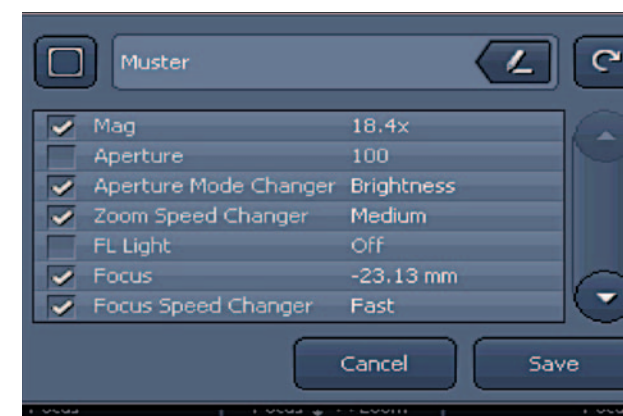 Muster
Mag 18.4x
Aperture 100
Aperture Mode Changer Brightness
Zoom Speed Changer Medium
FL Light Off
Focus -23.13 mm
Focus Speed Changer Fast
Cancel Save